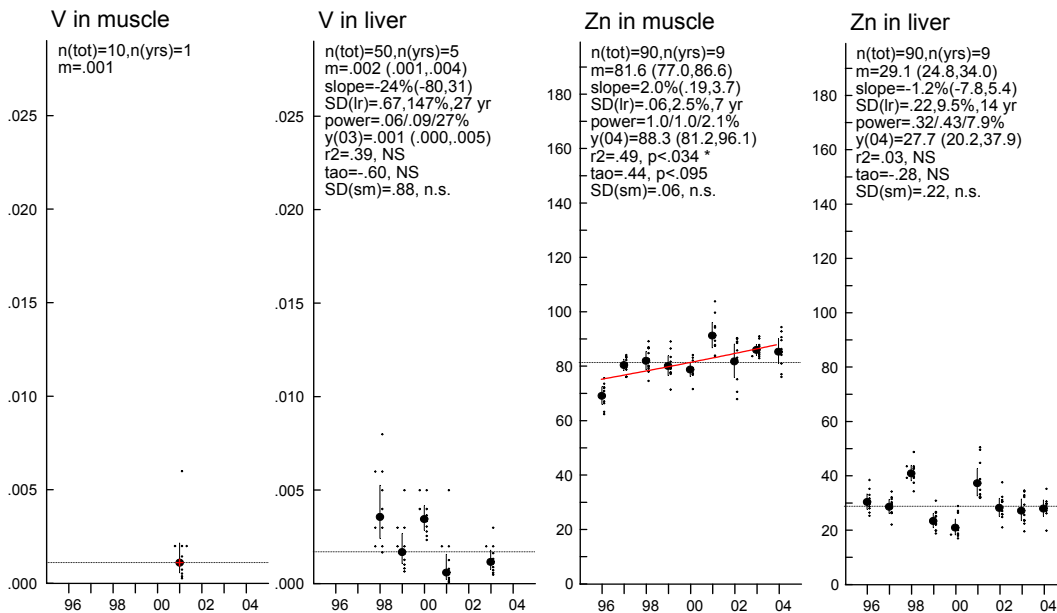 V in muscle
n(tot)=10,n(yrs)=1
m=.001
.025
.020
.015
.010
.005
.000
96 98 00 02 04
V in liver
n(tot)=50,n(yrs)=5
m=.002 (.001,.004)
slope=-24%(-80,31)
SD(lr)=.67,147%,27 yr
power=.06/.09/27%
y(03)=.001 (.000,.005)
r2=.39, NS
tao=-.60, NS
SD(sm)=.88, n.s.
.025
.020
.015
.010
.005
.000
96 98 00 02 04
Zn in muscle
n(tot)=90,n(yrs)=9
m=81.6 (77.0,86.6)
slope=2.0%(.19,3.7)
SD(lr)=.06,2.5%,7 yr
power=1.0/1.0/2.1%
y(04)=88.3 (81.2,96.1)
r2=.49, p<.034 *
tao=.44, p<.095
SD(sm)=.06, n.s.
180
160
140
120
100
80
60
40
20
0
96 98 00 02 04
Zn in liver
n(tot)=90,n(yrs)=9
m=29.1 (24.8,34.0)
slope=-1.2%(-7.8,5.4)
SD(lr)=.22,9.5%,14 yr
power=.32/.43/7.9%
y(04)=27.7 (20.2,37.9)
r2=.03, NS
tao=-.28, NS
SD(sm)=.22, n.s.
180
160
140
120
100
80
60
40
20
0
96 98 00 02 04